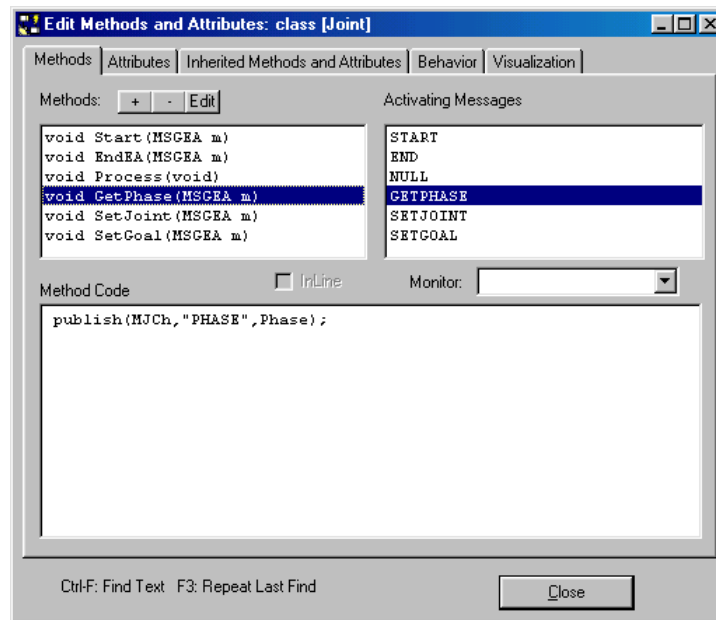 Edit Methods and Attributes: class [Joint]
Methods Attributes Inherited Methods and Attributes Behavior Visualization
Methods: + - Edit Activating Messages
void Start(MSGEA m)
void EndEA(MSGEA m)
void Process(void)
void GetPhase(MSGEA m)
void SetJoint(MSGEA m)
void SetGoal(MSGEA m)
START
END
NULL
GETPHASE
SETJOINT
SETGOAL
Method Code InLine Monitor:
publish(MJCh,"PHASE",Phase);
Ctrl-F: Find Text F3: Repeat Last Find
Close